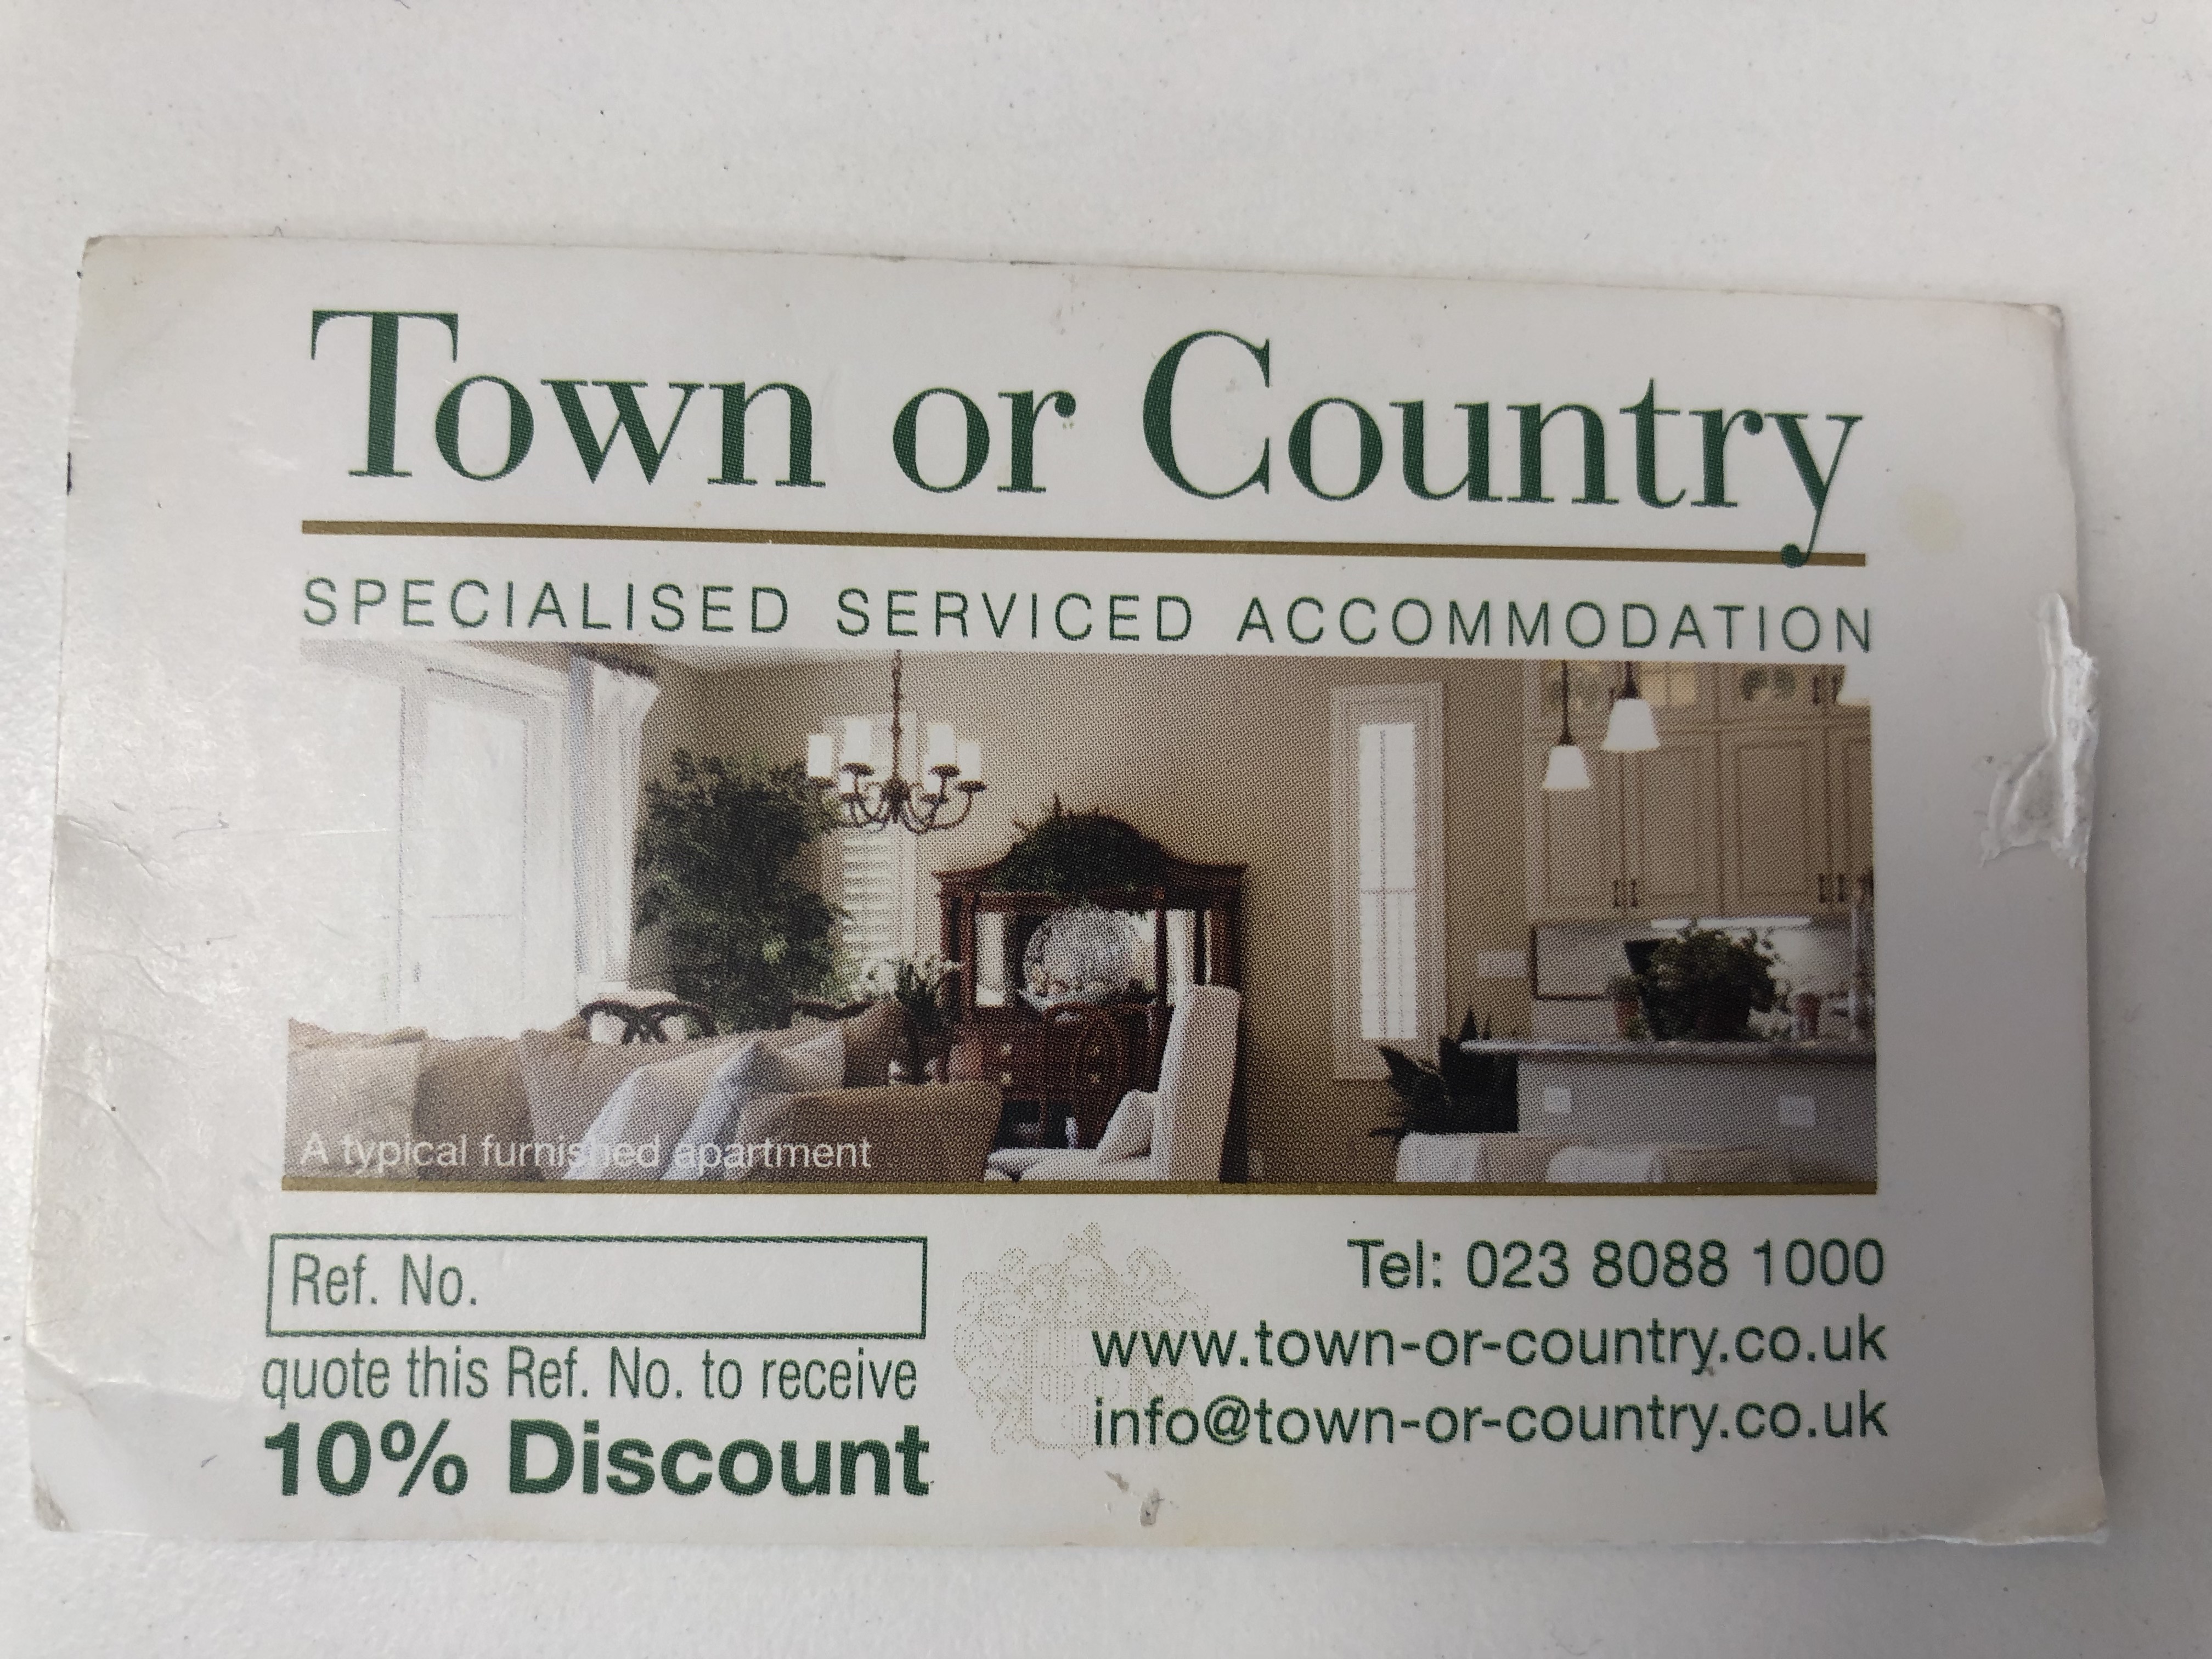 Town or Country
SPECIALISED SERVICED ACCOMMODATION
A typical furnished apartment
Ref. No.
quote this Ref. No. to receive
10% Discount
Tel: 023 8088 1000
www.town-or-country.co.uk
info@town-or-country.co.uk